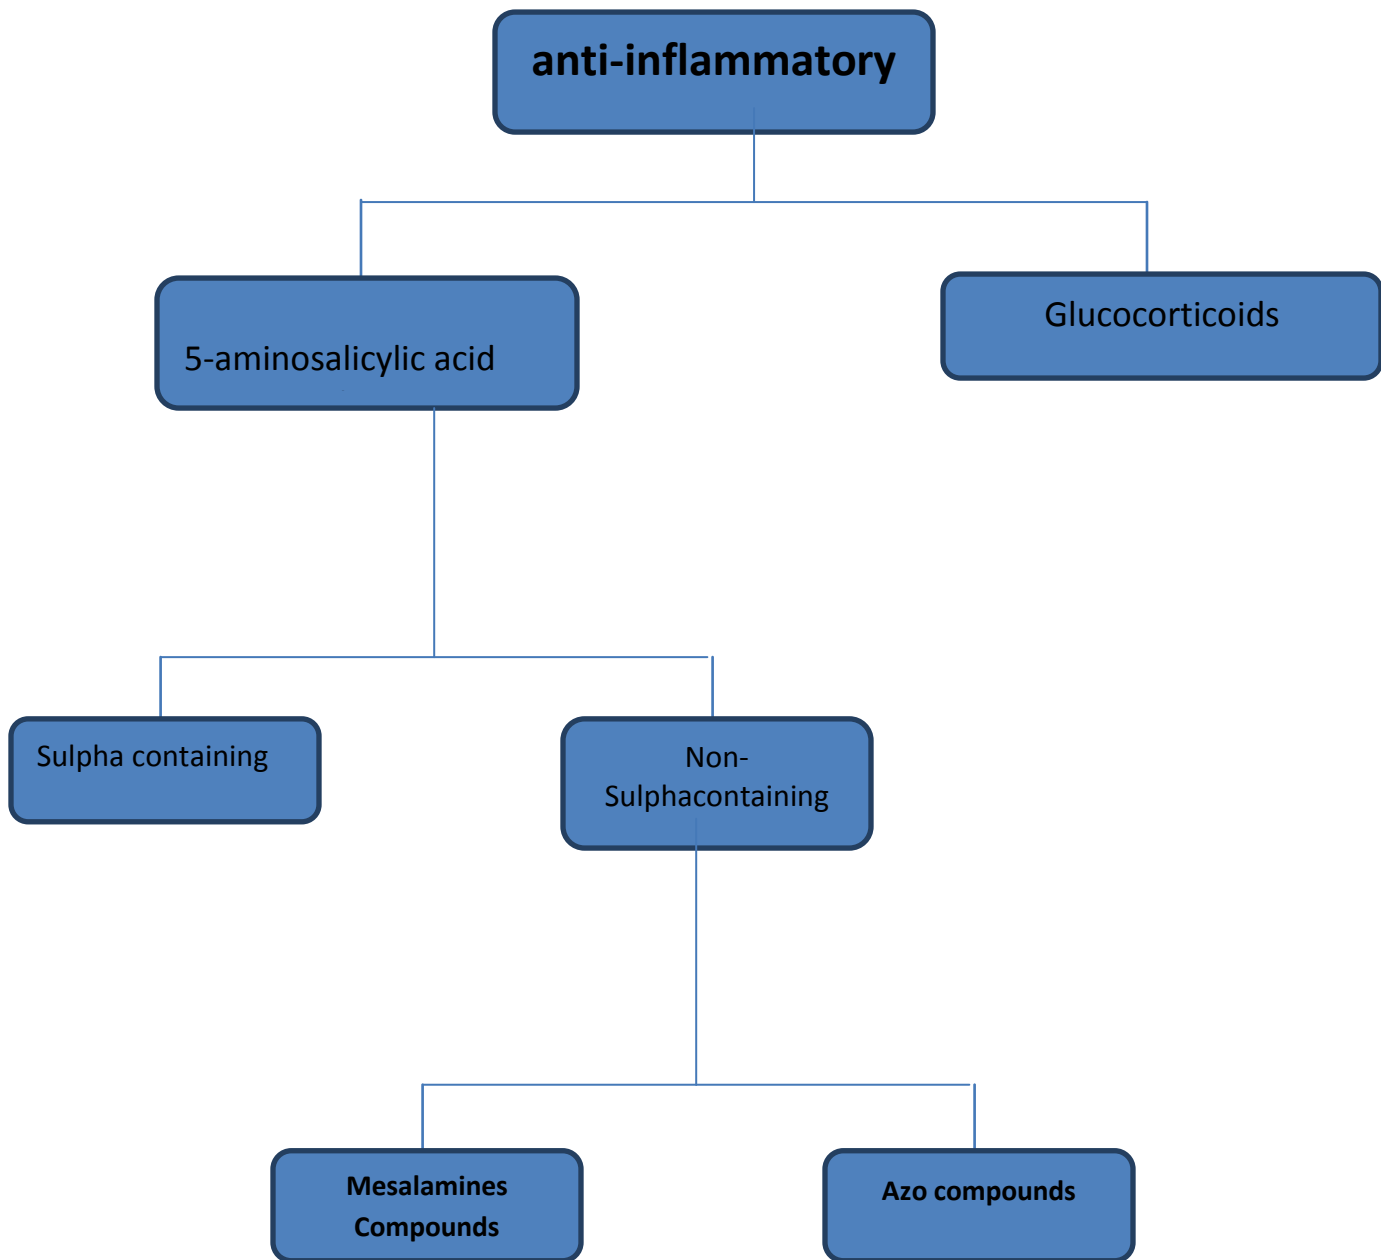 anti-inflammatory
5-aminosalicylic acid
Glucocorticoids
Sulpha containing
Non-
Sulphacontaining
Mesalamines
Compounds
Azo compounds